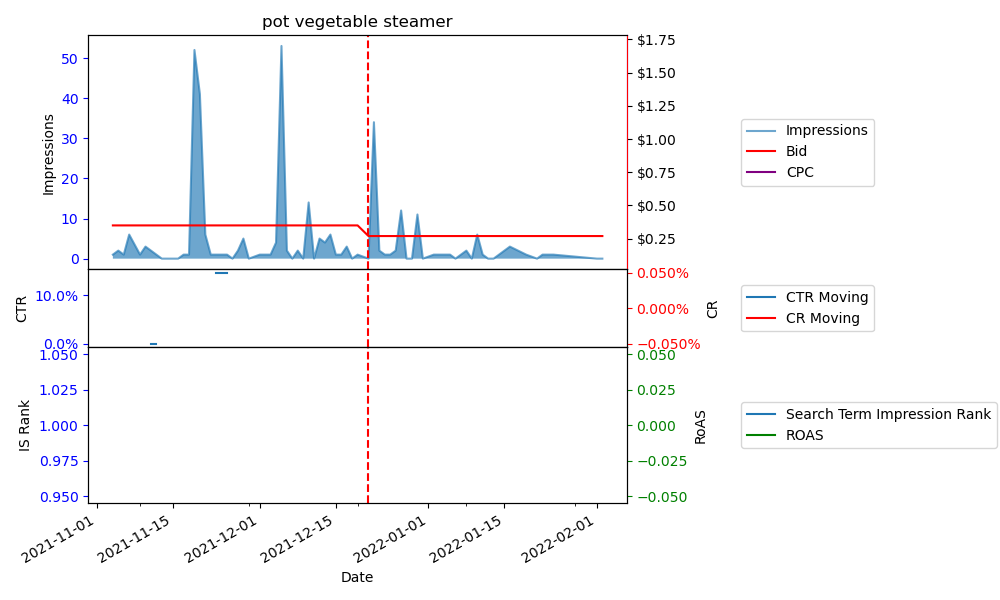 pot vegetable steamer
Impressions
50
40
30
20
10
0
$1.75
$1.50
$1.25
$1.00
$0.75
$0.50
$0.25
Impressions
Bid
CPC
CTR
10.0%
0.0%
0.050%
0.000%
−0.050%
CR
CTR Moving
CR Moving
IS Rank
1.050
1.025
1.000
0.975
0.950
0.050
0.025
0.000
−0.025
−0.050
RoAS
Search Term Impression Rank
ROAS
2021-11-01
2021-11-15
2021-12-01
2021-12-15
2022-01-01
2022-01-15
2022-02-01
Date